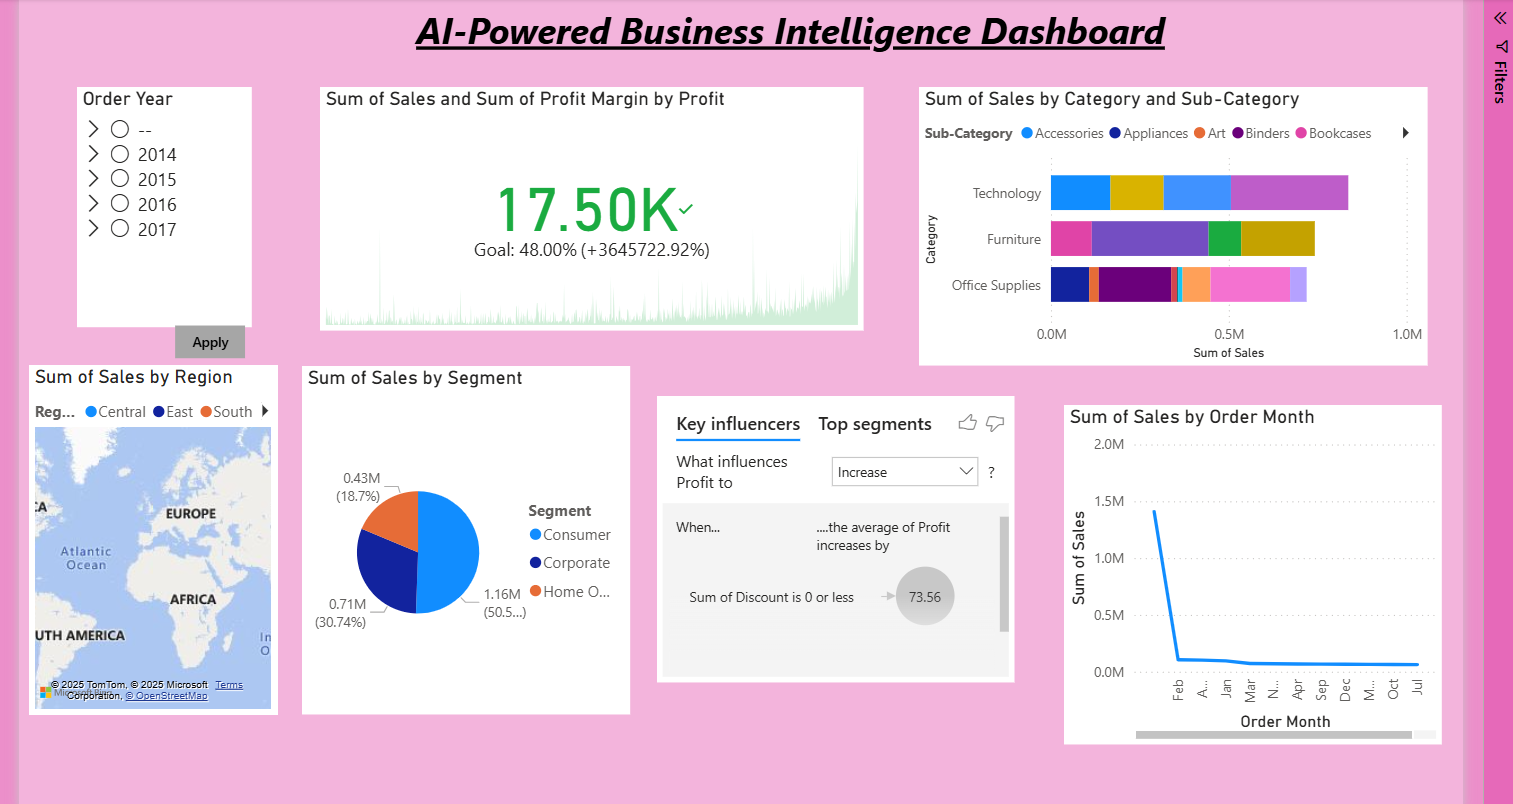 AI-Powered Business Intelligence Dashboard
Filters
Order Year
--
2014
2015
2016
2017
Apply
Sum of Sales and Sum of Profit Margin by Profit
17.50K
Goal: 48.00% (+3645722.92%)
Sum of Sales by Category and Sub-Category
Sub-Category Accessories Appliances Art Binders Bookcases
Category
Technology
Furniture
Office Supplies
0.0M 0.5M 1.0M
Sum of Sales
Sum of Sales by Region
Reg... Central East South
CA
EUROPE
Atlantic
Ocean
AFRICA
UTH AMERICA
In
O
© 2025 TomTom, © 2025 Microsoft Terms
Corporation, © OpenStreetMap
Sum of Sales by Segment
0.43M
(18.7%)
0.71M
(30.74%)
1.16M
(50.5...)
Segment
Consumer
Corporate
Home O...
Key influencers Top segments
What influences
Profit to
Increase
?
When...
....the average of Profit
increases by
Sum of Discount is 0 or less
73.56
Sum of Sales by Order Month
Sum of Sales
2.0M
1.5M
1.0M
0.5M
0.0M
Feb A... Jan Mar N... Apr Sep Dec M... Oct Jul
Order Month